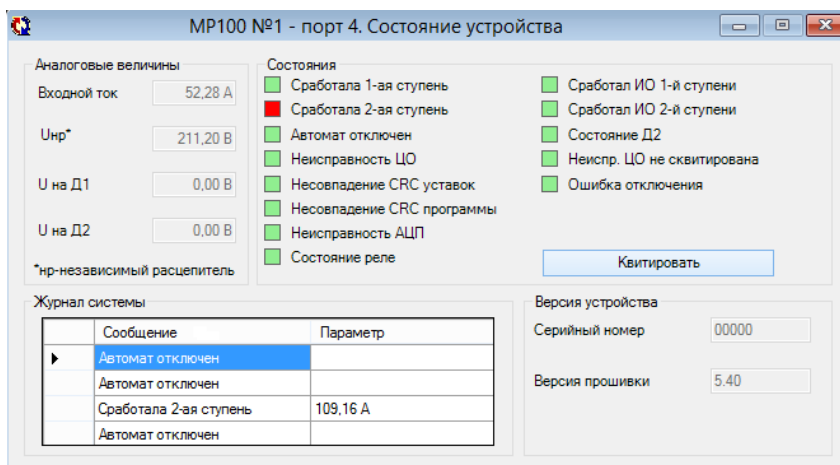 МР100 №1 - порт 4. Состояние устройства
Аналоговые величины
Входной ток 52,28 А
Uнр* 211,20 В
U на Д1 0,00 В
U на Д2 0,00 В
*нр-независимый расцепитель
Состояния
Сработала 1-ая ступень
Сработала 2-ая ступень
Автомат отключен
Неисправность ЦО
Несовпадение CRC уставок
Несовпадение CRC программы
Неисправность АЦП
Состояние реле
Сработал ИО 1-й ступени
Сработал ИО 2-й ступени
Состояние Д2
Неиспр. ЦО не сквитирована
Ошибка отключения
Квитировать
Журнал системы
Сообщение Параметр
Автомат отключен
Автомат отключен
Сработала 2-ая ступень 109,16 А
Автомат отключен
Версия устройства
Серийный номер 00000
Версия прошивки 5.40